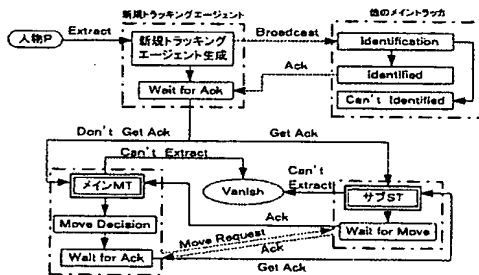 新規トラッキングエージェント
他のメイントラッカ
人物P
Extract
新規トラッキング
エージェント生成
Broadcast
Identification
Wait for Ack
Ack
Identified
Can't Identified
Don't Get Ack
Get Ack
Can't Extract
Can't
Extract
メインMT
Vanish
サブST
Move Decision
Ack
Wait for Move
Move Request
Ack
Wait for Ack
Get Ack